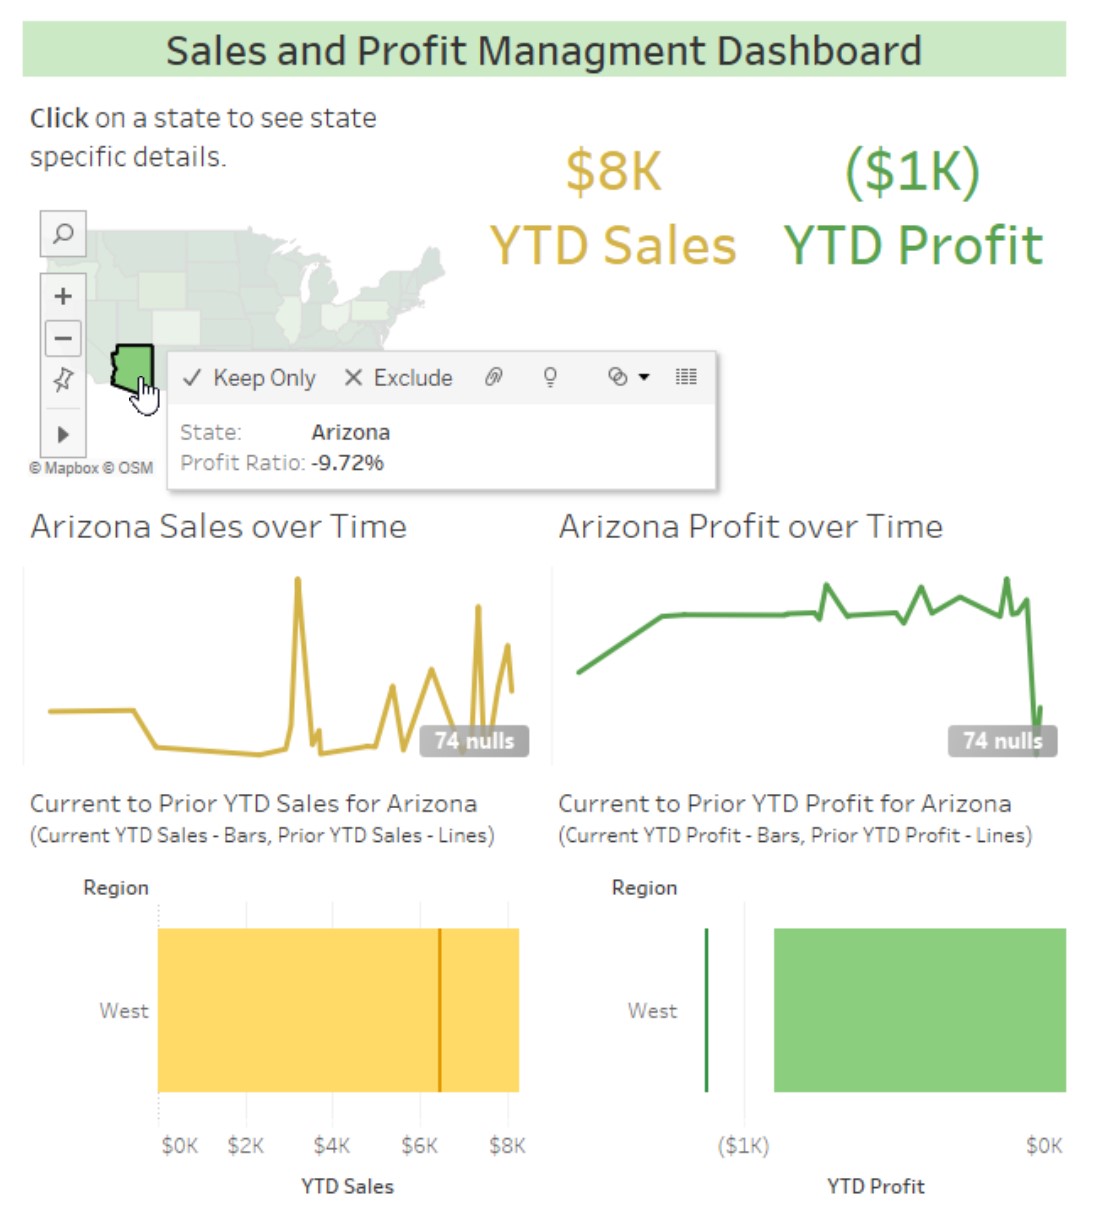 Sales and Profit Managment Dashboard
Click on a state to see state
specific details.
$8K
YTD Sales
($1K)
YTD Profit
Keep Only
Exclude
State: Arizona
Profit Ratio: -9.72%
© Mapbox © OSM
Arizona Sales over Time
74 nulls
Arizona Profit over Time
74 nulls
Current to Prior YTD Sales for Arizona
(Current YTD Sales - Bars, Prior YTD Sales - Lines)
Region
West
$0K $2K $4K $6K $8K
YTD Sales
Current to Prior YTD Profit for Arizona
(Current YTD Profit - Bars, Prior YTD Profit - Lines)
Region
West
($1K) $0K
YTD Profit